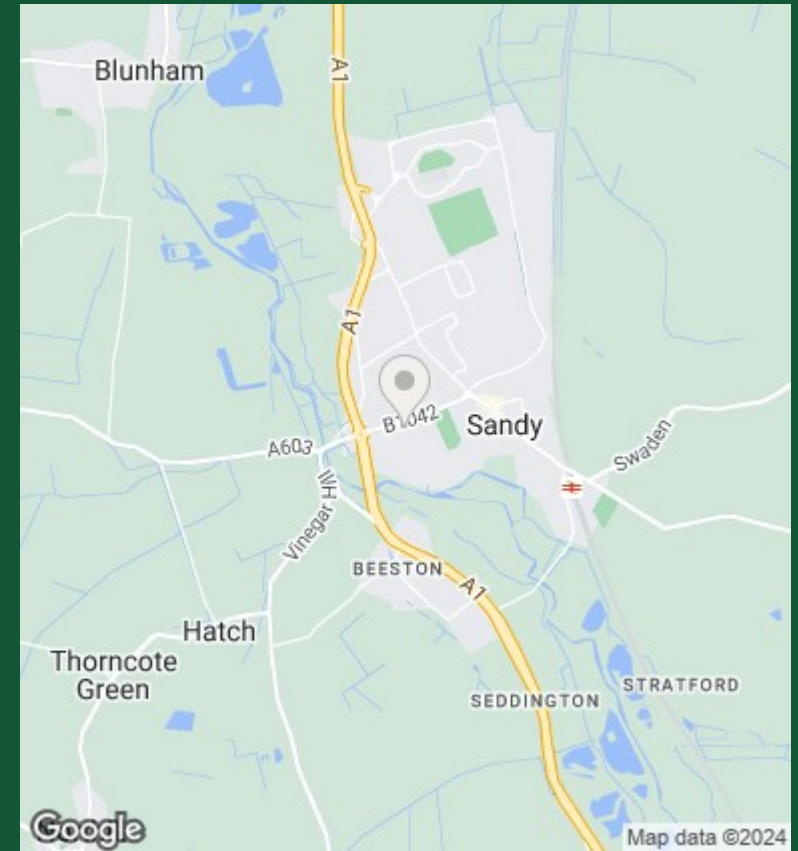 Blunham
A1
A1
B1042
Sandy
A603
Swaden
Vinegar Hill
BEESTON
A1
Hatch
Thorncote
Green
STRATFORD
SEDDINGTON
Google
Map data ©2024